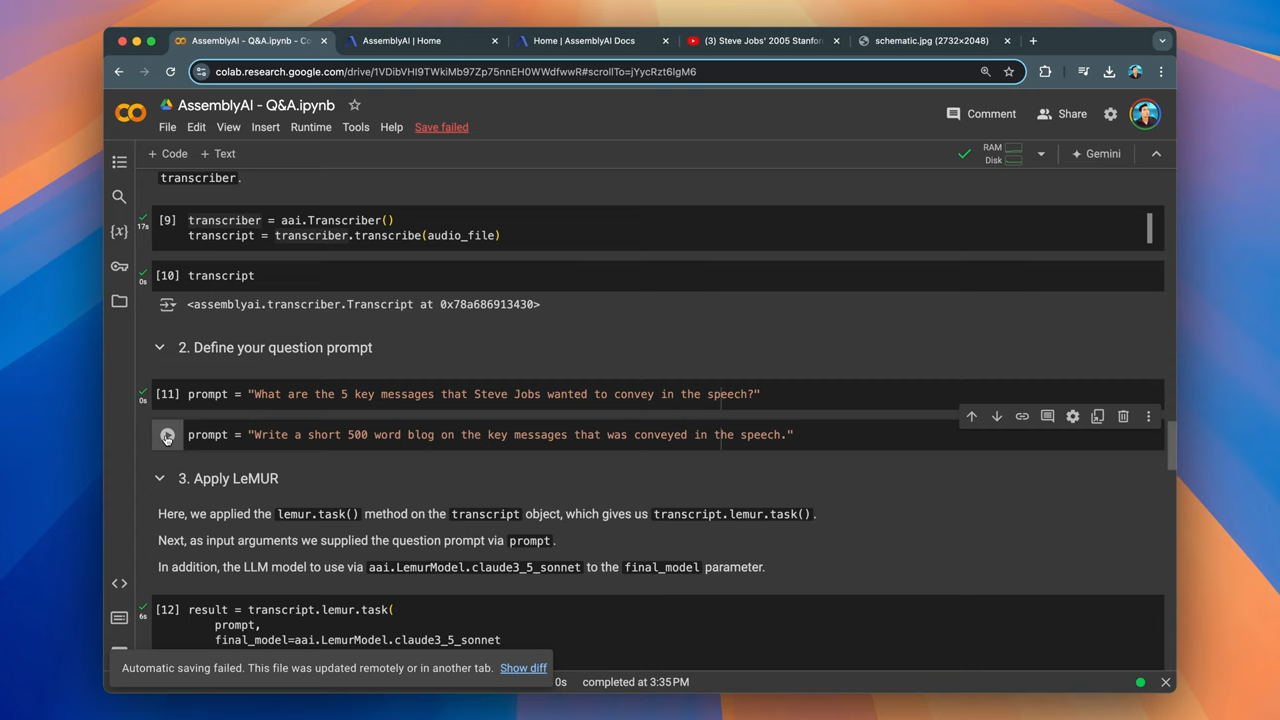 AssemblyAI - Q&A.ipynb - Co
AssemblyAI | Home
Home | AssemblyAI Docs
(3) Steve Jobs' 2005 Stanfor
schematic.jpg (2732×2048)
colab.research.google.com/drive/1VDibVHI9TWkiMb97Zp75nnEH0WWdfwwR#scrollTo=jYycRzt6IgM6
AssemblyAI - Q&A.ipynb
Comment
Share
File Edit View Insert Runtime Tools Help Save failed
+ Code + Text
RAM
Disk
Gemini
transcriber.
[9] transcriber = aai.Transcriber()
17s
transcript = transcriber.transcribe(audio_file)
[10] transcript
0s
<assemblyai.transcriber.Transcript at 0x78a686913430>
2. Define your question prompt
[11] prompt = "What are the 5 key messages that Steve Jobs wanted to convey in the speech?"
0s
prompt = "Write a short 500 word blog on the key messages that was conveyed in the speech."
3. Apply LeMUR
Here, we applied the lemur.task() method on the transcript object, which gives us transcript.lemur.task().
Next, as input arguments we supplied the question prompt via prompt.
In addition, the LLM model to use via aai.LemurModel.claude3_5_sonnet to the final_model parameter.
[12] result = transcript.lemur.task(
6s
prompt,
final_model=aai.LemurModel.claude3_5_sonnet
Automatic saving failed. This file was updated remotely or in another tab. Show diff
0s completed at 3:35 PM